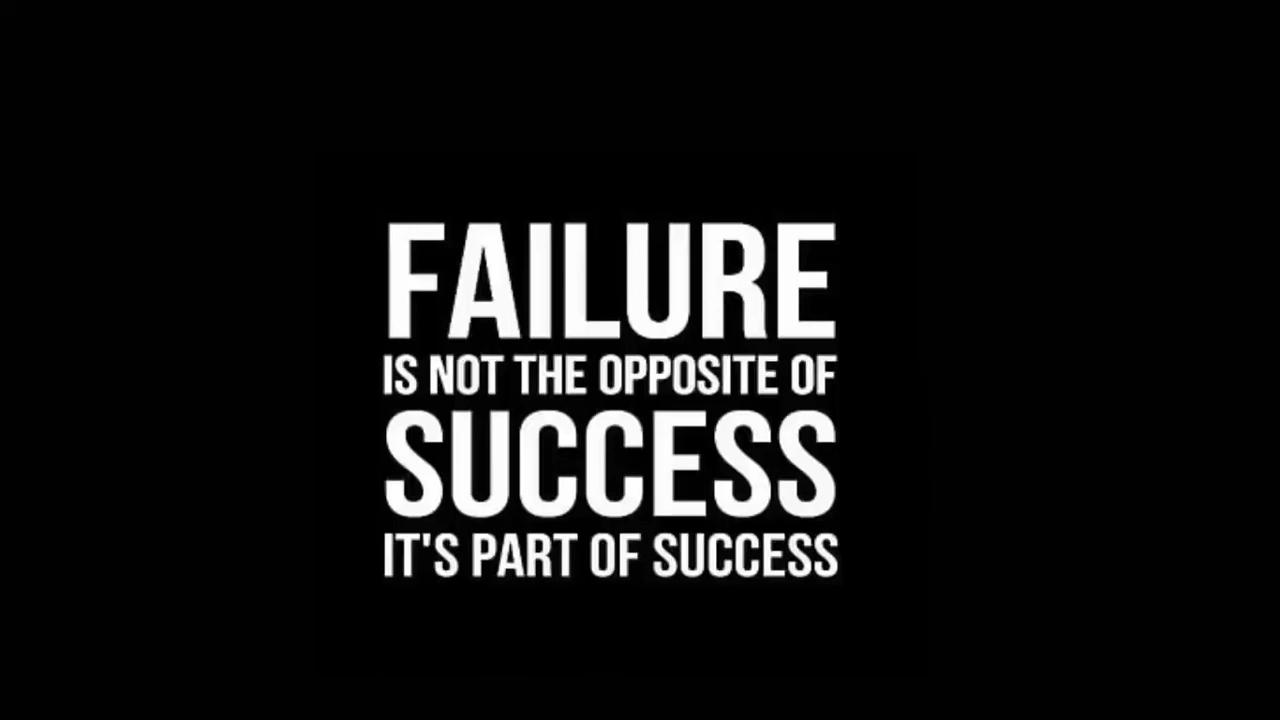 FAILURE
IS NOT THE OPPOSITE OF
SUCCESS
IT'S PART OF SUCCESS